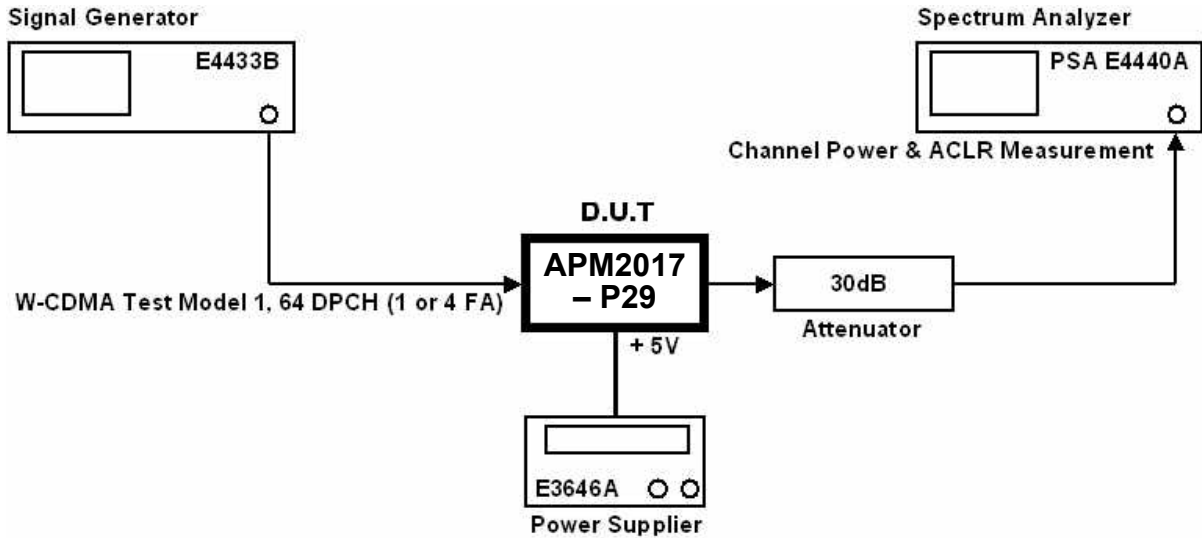 Signal Generator
E4433B
Spectrum Analyzer
PSA E4440A
Channel Power & ACLR Measurement
D.U.T
APM2017
– P29
W-CDMA Test Model 1, 64 DPCH (1 or 4 FA)
30dB
Attenuator
+ 5V
E3646A
Power Supplier